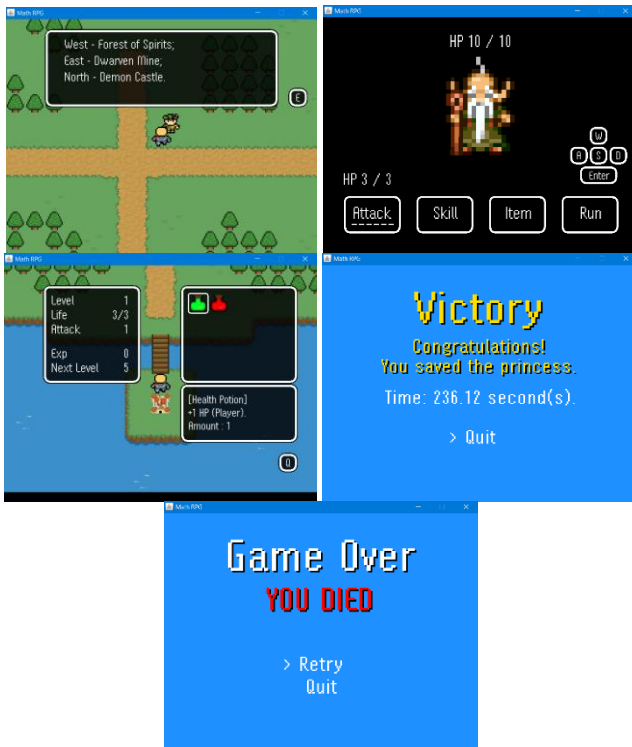 Math RPG
West - Forest of Spirits;
East - Dwarven Mine;
North - Demon Castle.
E
Math RPG
HP 10 / 10
W
A S D
Enter
HP 3 / 3
Attack Skill Item Run
Math RPG
Level 1
Life 3/3
Attack 1
Exp 0
Next Level 5
[Health Potion]
+1 HP (Player).
Amount : 1
Q
Math RPG
Victory
Congratulations!
You saved the princess.
Time: 236.12 second(s).
> Quit
Math RPG
Game Over
YOU DIED
> Retry
Quit